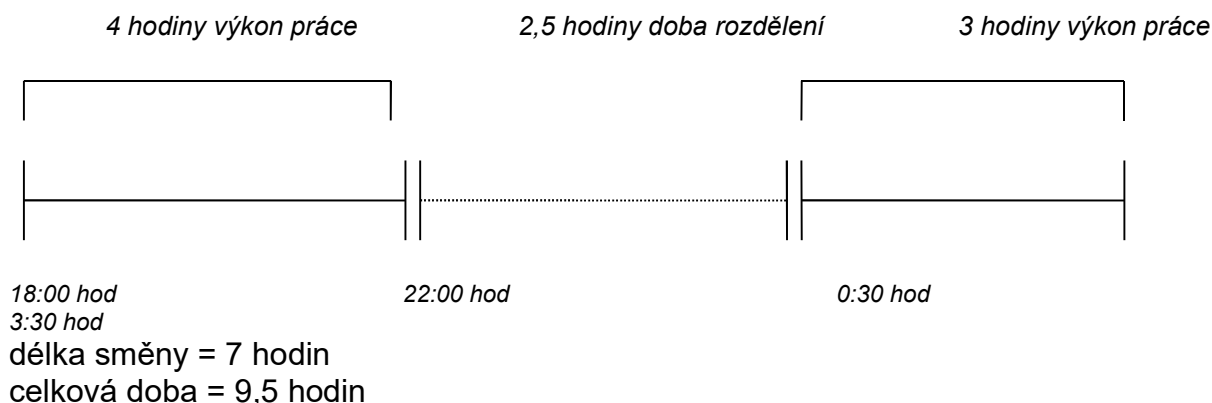 4 hodiny výkon práce 2,5 hodiny doba rozdělení 3 hodiny výkon práce
18:00 hod 22:00 hod 0:30 hod
3:30 hod
délka směny = 7 hodin
celková doba = 9,5 hodin